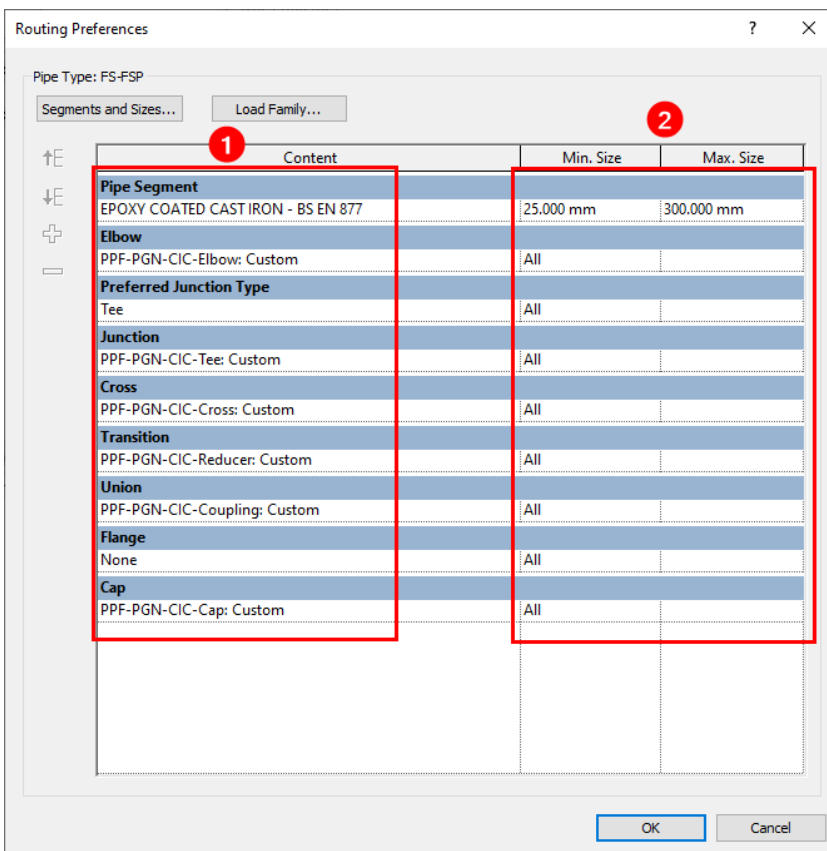 Routing Preferences ? ×
Pipe Type: FS-FSP
Segments and Sizes... Load Family...
1 2
Content Min. Size Max. Size
Pipe Segment
EPOXY COATED CAST IRON - BS EN 877 25.000 mm 300.000 mm
Elbow
PPF-PGN-CIC-Elbow: Custom All
Preferred Junction Type
Tee All
Junction
PPF-PGN-CIC-Tee: Custom All
Cross
PPF-PGN-CIC-Cross: Custom All
Transition
PPF-PGN-CIC-Reducer: Custom All
Union
PPF-PGN-CIC-Coupling: Custom All
Flange
None All
Cap
PPF-PGN-CIC-Cap: Custom All
OK Cancel